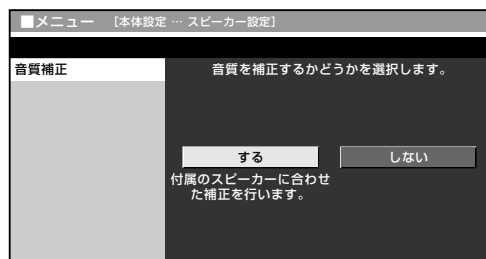 ■メニュー [本体設定 … スピーカー設定]
音質補正
音質を補正するかどうかを選択します。
する
しない
付属のスピーカーに合わせ
た補正を行います。